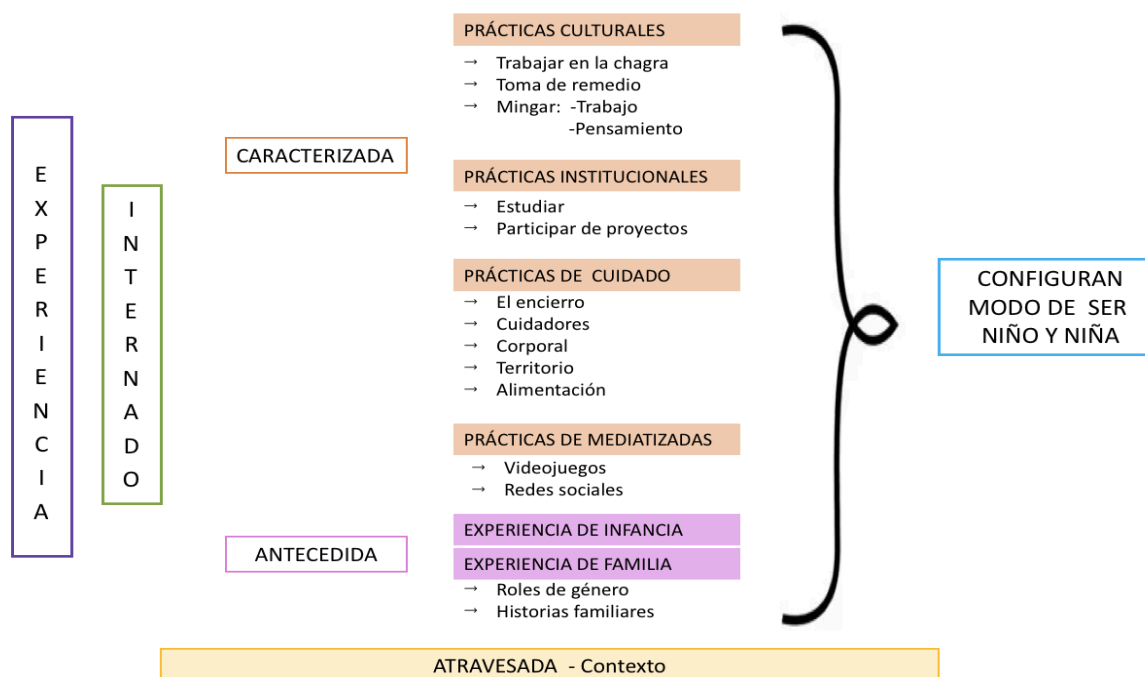 EXPERIENCIA
INTERNADO
CARACTERIZADA
PRÁCTICAS CULTURALES
→ Trabajar en la chagra
→ Toma de remedio
→ Mingar: -Trabajo
-Pensamiento
PRÁCTICAS INSTITUCIONALES
→ Estudiar
→ Participar de proyectos
PRÁCTICAS DE CUIDADO
→ El encierro
→ Cuidadores
→ Corporal
→ Territorio
→ Alimentación
PRÁCTICAS DE MEDIATIZADAS
→ Videojuegos
→ Redes sociales
ANTECEDIDA
EXPERIENCIA DE INFANCIA
EXPERIENCIA DE FAMILIA
→ Roles de género
→ Historias familiares
CONFIGURAN
MODO DE SER
NIÑO Y NIÑA
ATRAVESADA - Contexto